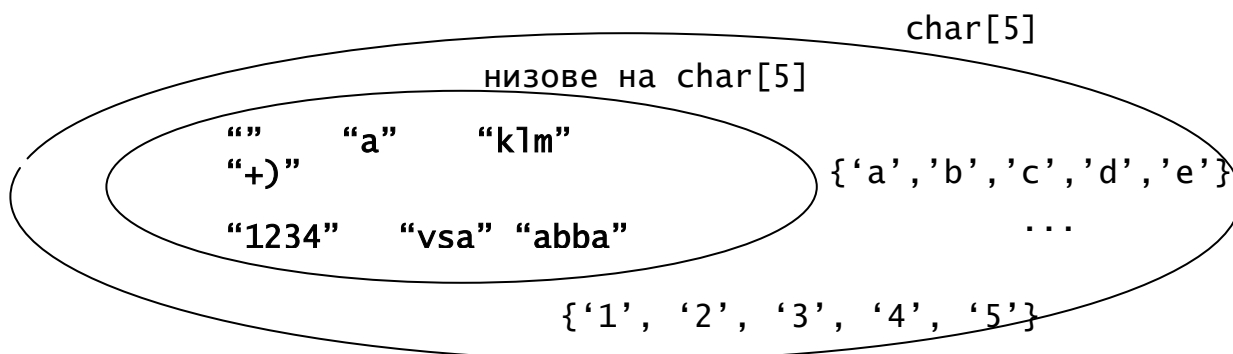 char[5]
низове на char[5]
“” “a” “klm”
“+)”
{‘a’,’b’,’c’,’d’,’e’}
“1234” “vsa” “abba”
...
{‘1’, ‘2’, ‘3’, ‘4’, ‘5’}